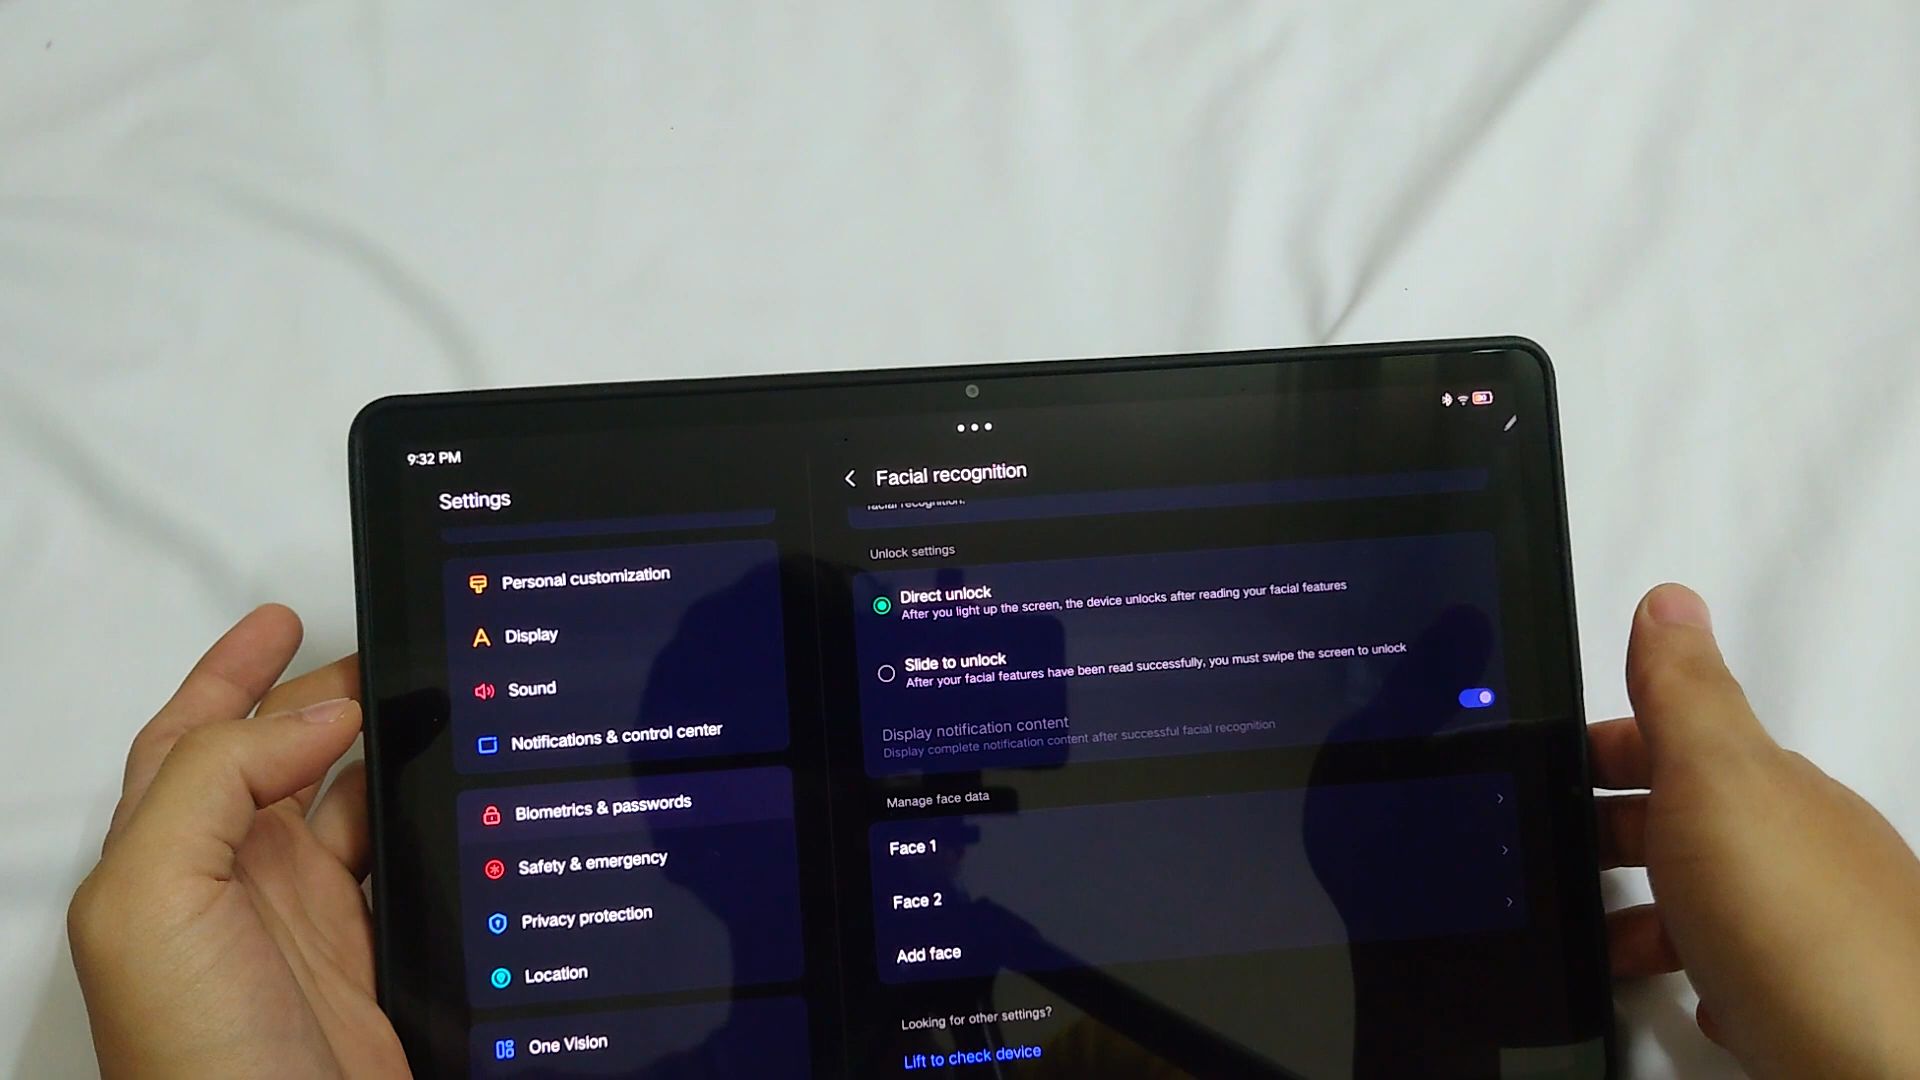 9:32 PM
Settings
Personal customization
Display
Sound
Notifications & control center
Biometrics & passwords
Safety & emergency
Privacy protection
Location
One Vision
Facial recognition
facial recognition.
Unlock settings
Direct unlock
After you light up the screen, the device unlocks after reading your facial features
Slide to unlock
After your facial features have been read successfully, you must swipe the screen to unlock
Display notification content
Display complete notification content after successful facial recognition
Manage face data
Face 1
Face 2
Add face
Looking for other settings?
Lift to check device